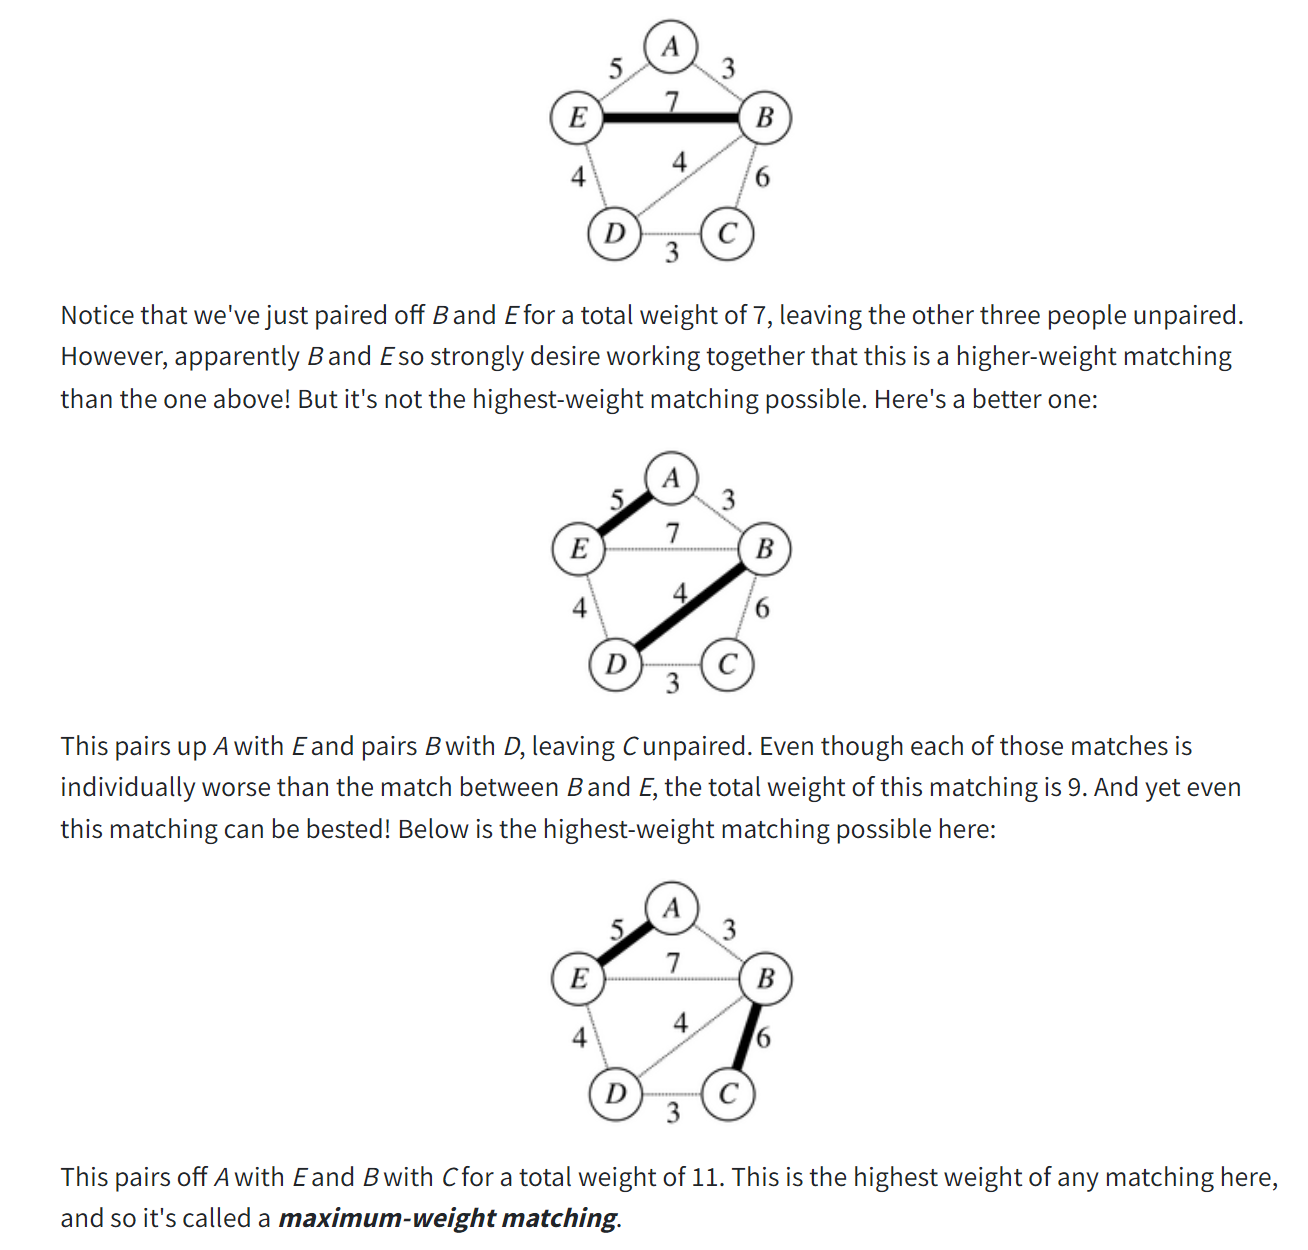 A
5
3
7
E
B
4
4
6
D
C
3
Notice that we've just paired off B and E for a total weight of 7, leaving the other three people unpaired.
However, apparently B and E so strongly desire working together that this is a higher-weight matching
than the one above! But it's not the highest-weight matching possible. Here's a better one:
A
5
3
7
E
B
4
4
6
D
C
3
This pairs up A with E and pairs B with D, leaving C unpaired. Even though each of those matches is
individually worse than the match between B and E, the total weight of this matching is 9. And yet even
this matching can be bested! Below is the highest-weight matching possible here:
A
5
3
7
E
B
4
4
6
D
C
3
This pairs off A with E and B with C for a total weight of 11. This is the highest weight of any matching here,
and so it's called a maximum-weight matching.